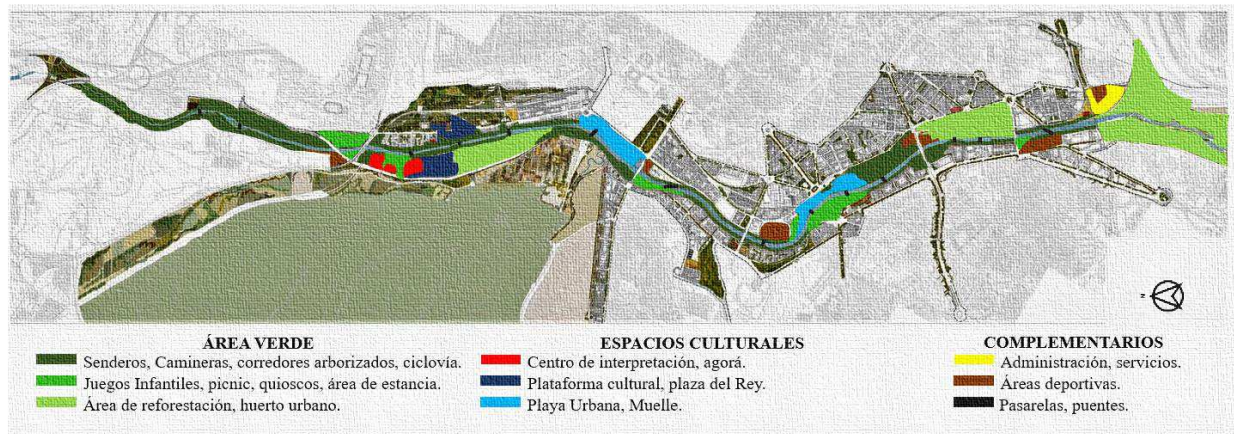 N
ÁREA VERDE
Senderos, Camineras, corredores arborizados, ciclovía.
Juegos Infantiles, picnic, quioscos, área de estancia.
Área de reforestación, huerto urbano.
ESPACIOS CULTURALES
Centro de interpretación, agorá.
Plataforma cultural, plaza del Rey.
Playa Urbana, Muelle.
COMPLEMENTARIOS
Administración, servicios.
Áreas deportivas.
Pasarelas, puentes.